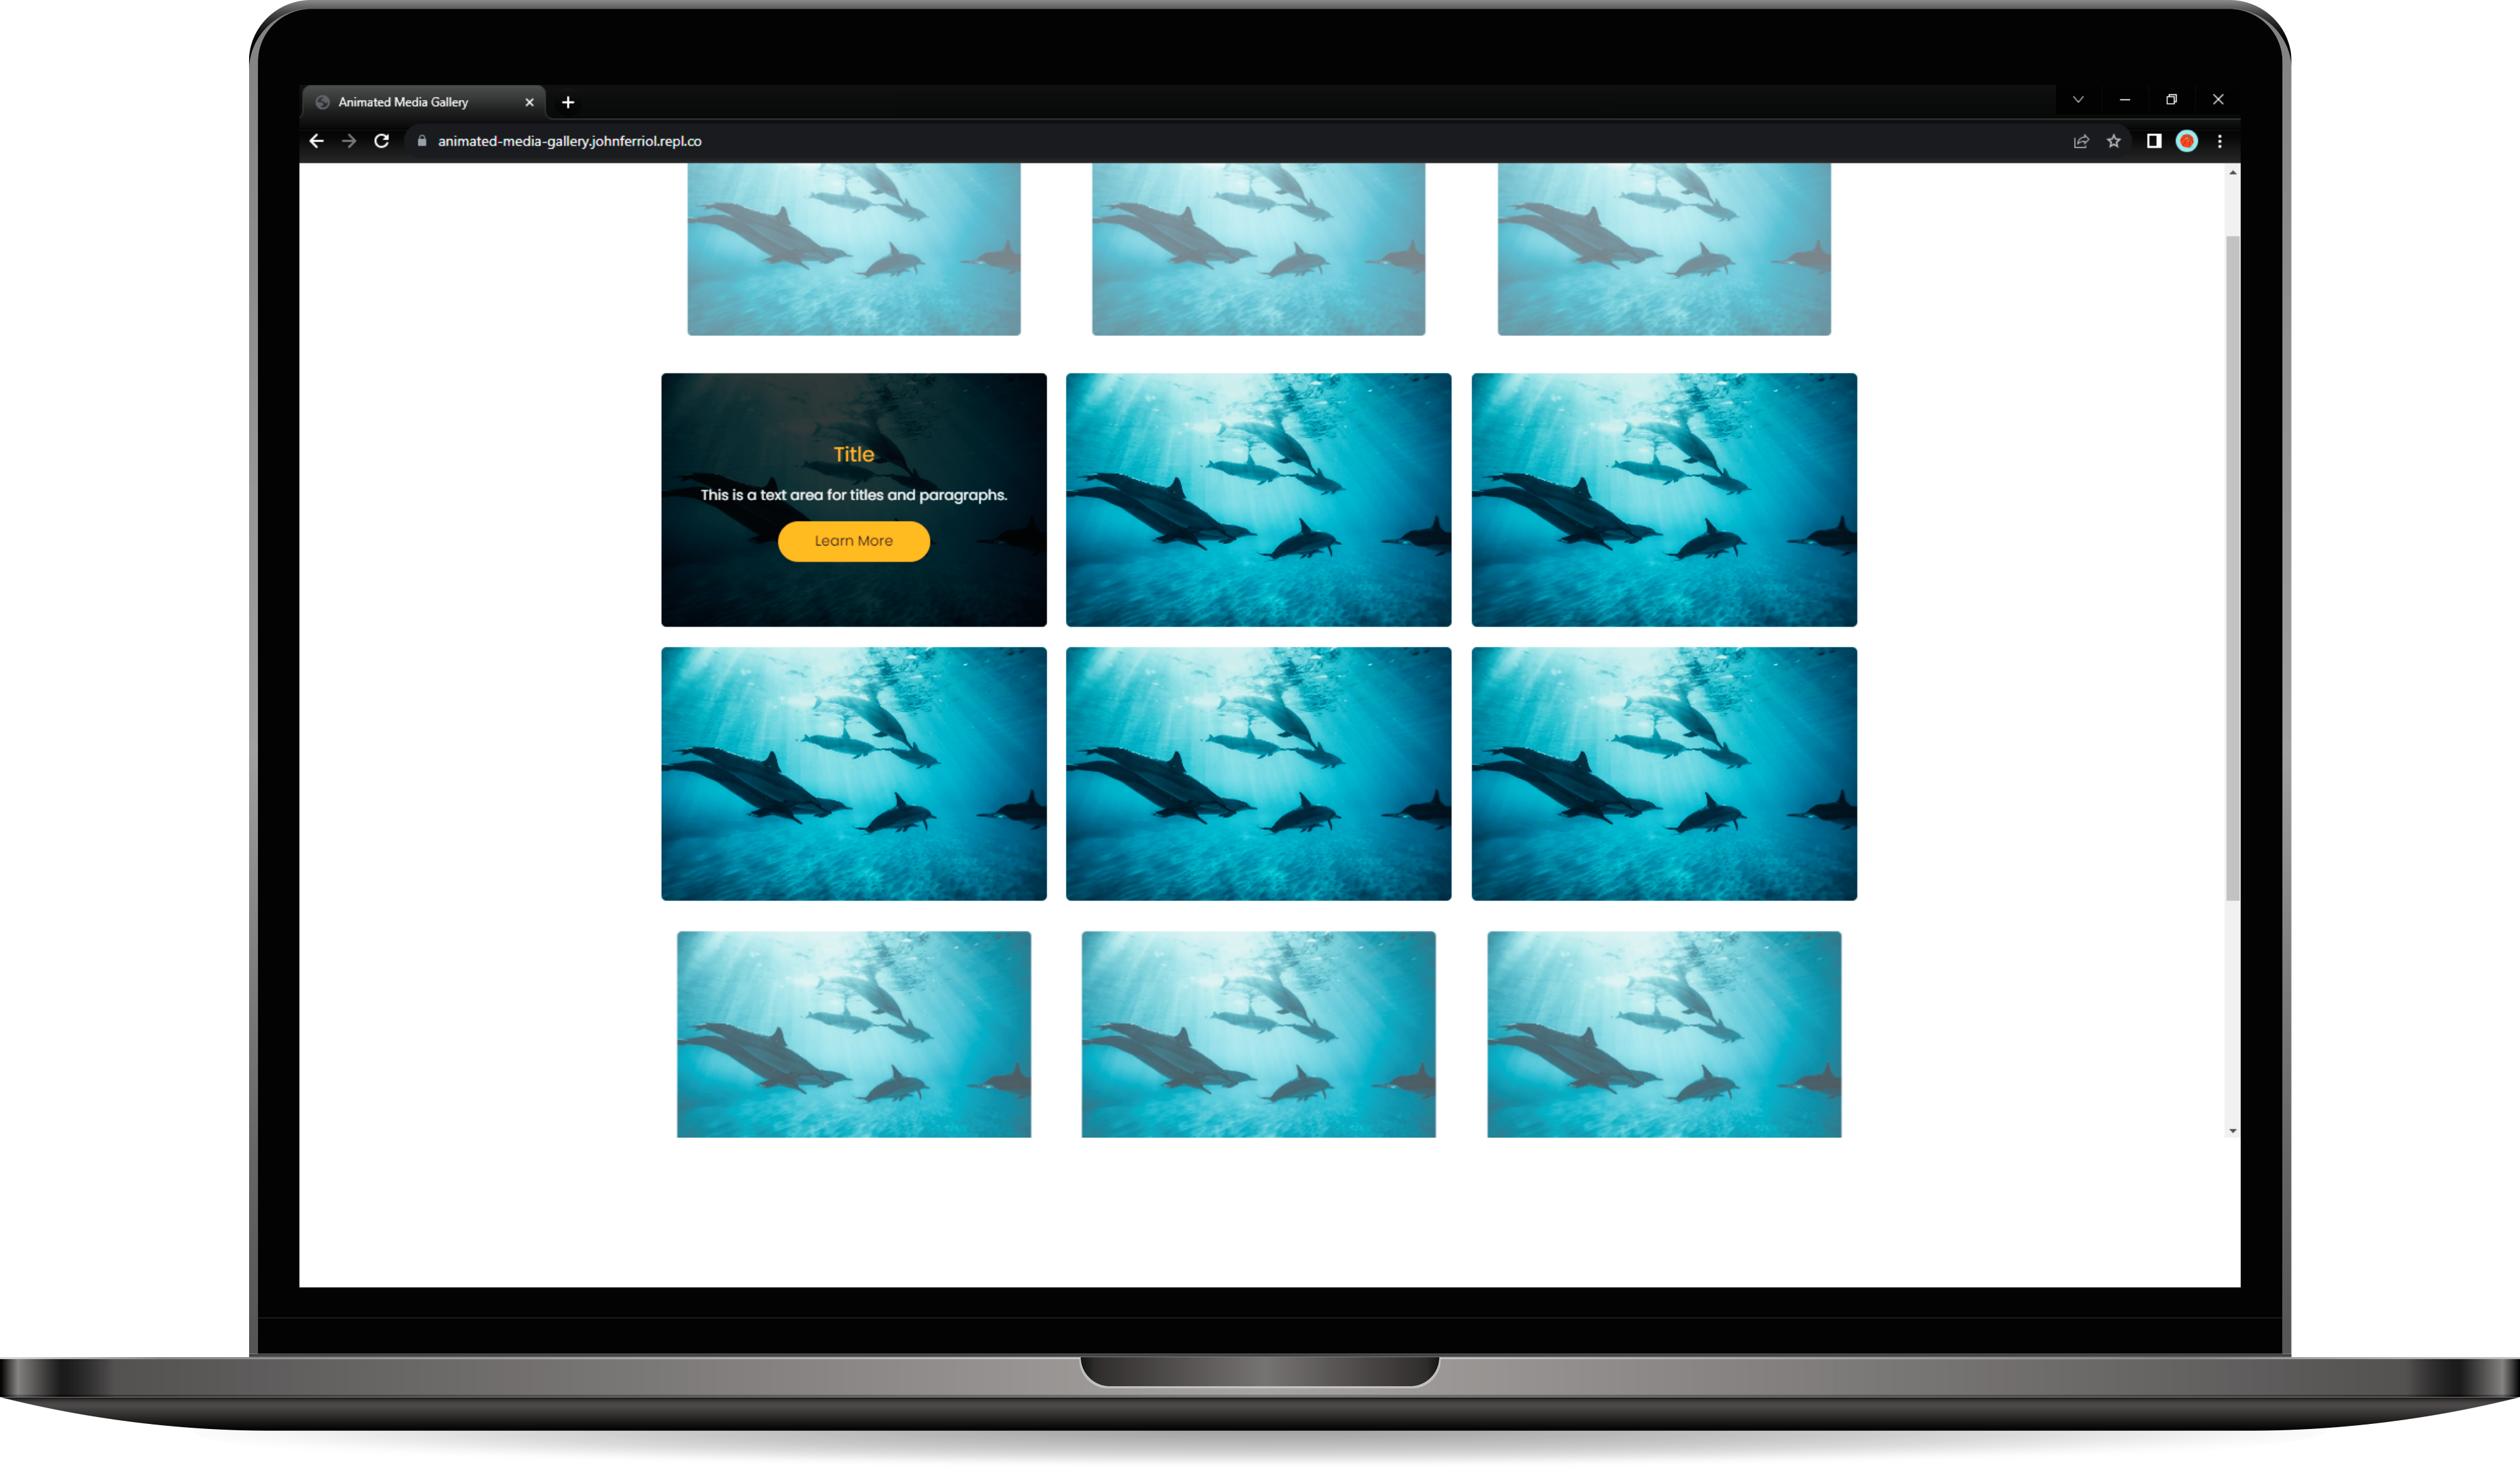 Animated Media Gallery
animated-media-gallery.johnferriol.repl.co
Title
This is a text area for titles and paragraphs.
Learn More